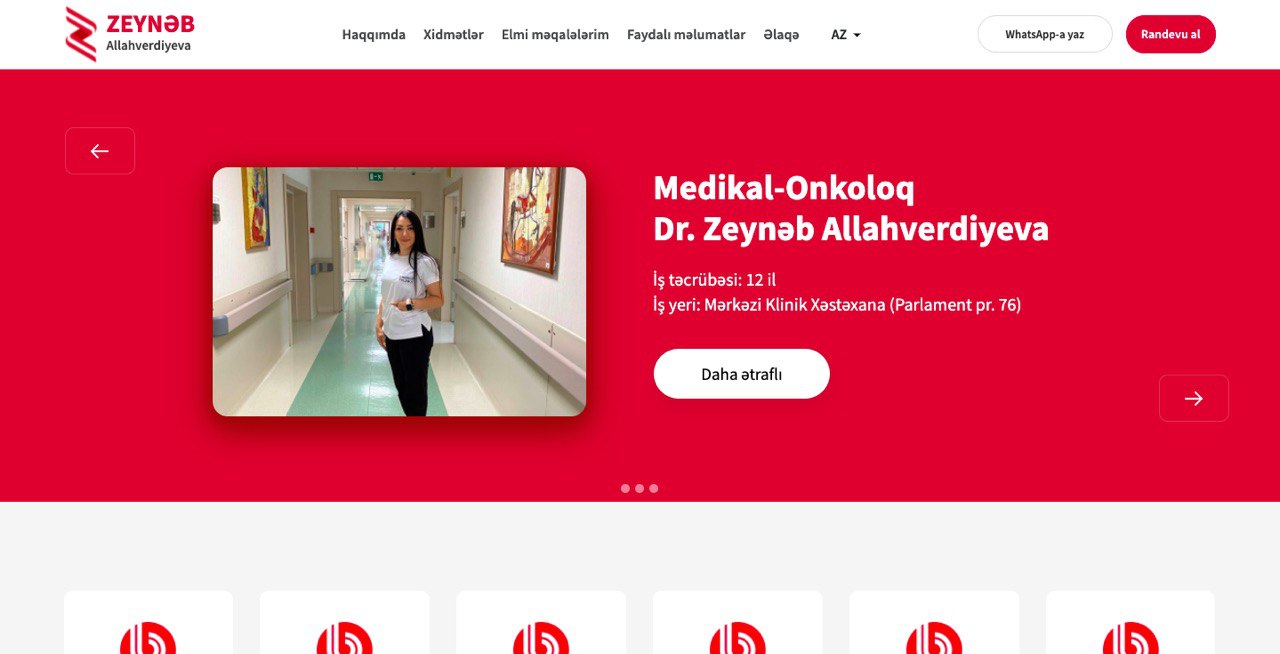 ZEYNƏB
Allahverdiyeva
Haqqımda Xidmətlər Elmi məqalələrim Faydalı məlumatlar Əlaqə AZ
WhatsApp-a yaz
Randevu al
Medikal-Onkoloq
Dr. Zeynəb Allahverdiyeva
İş təcrübəsi: 12 il
İş yeri: Mərkəzi Klinik Xəstəxana (Parlament pr. 76)
Daha ətraflı